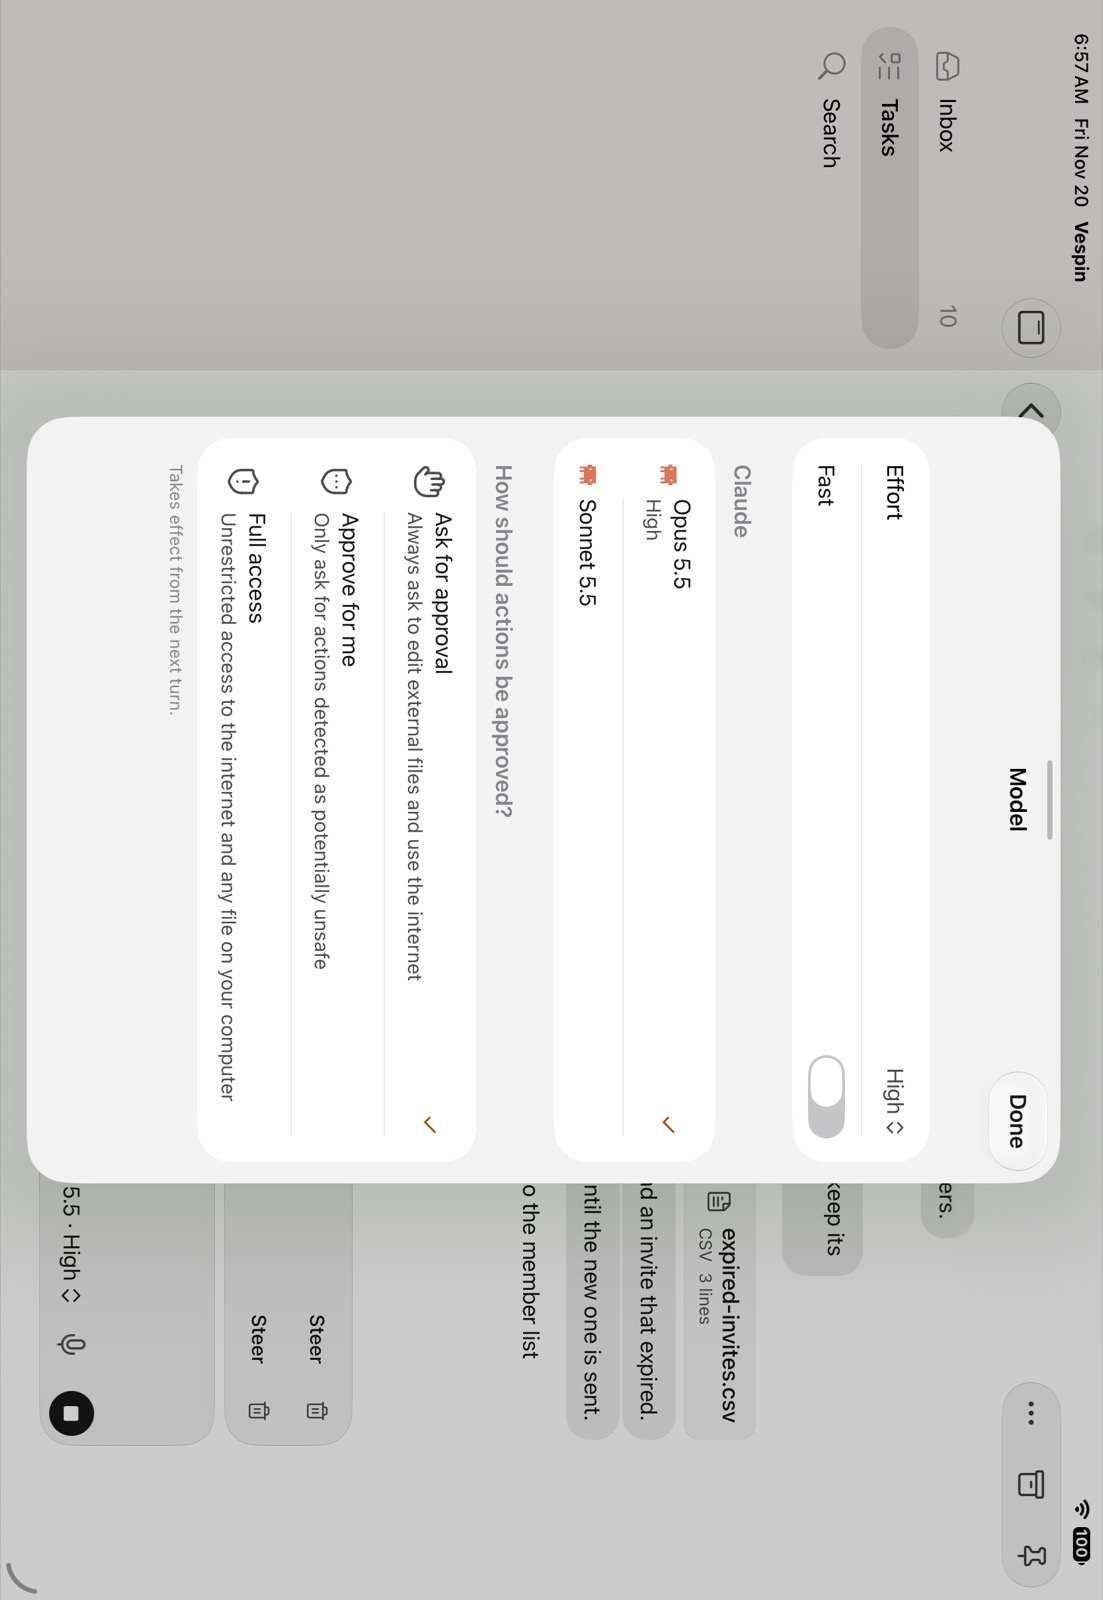 6:57 AM Fri Nov 20 Vespin
100
Model
Done
Inbox 10
Tasks
Search
Effort High
Fast
Claude
Opus 5.5
High
Sonnet 5.5
How should actions be approved?
Ask for approval
Always ask to edit external files and use the internet
Approve for me
Only ask for actions detected as potentially unsafe
Full access
Unrestricted access to the internet and any file on your computer
Takes effect from the next turn.
ers.
keep its
expired-invites.csv
CSV 3 lines
an invite that expired.
the new one is sent.
the member list
Steer
Steer
5.5 · High